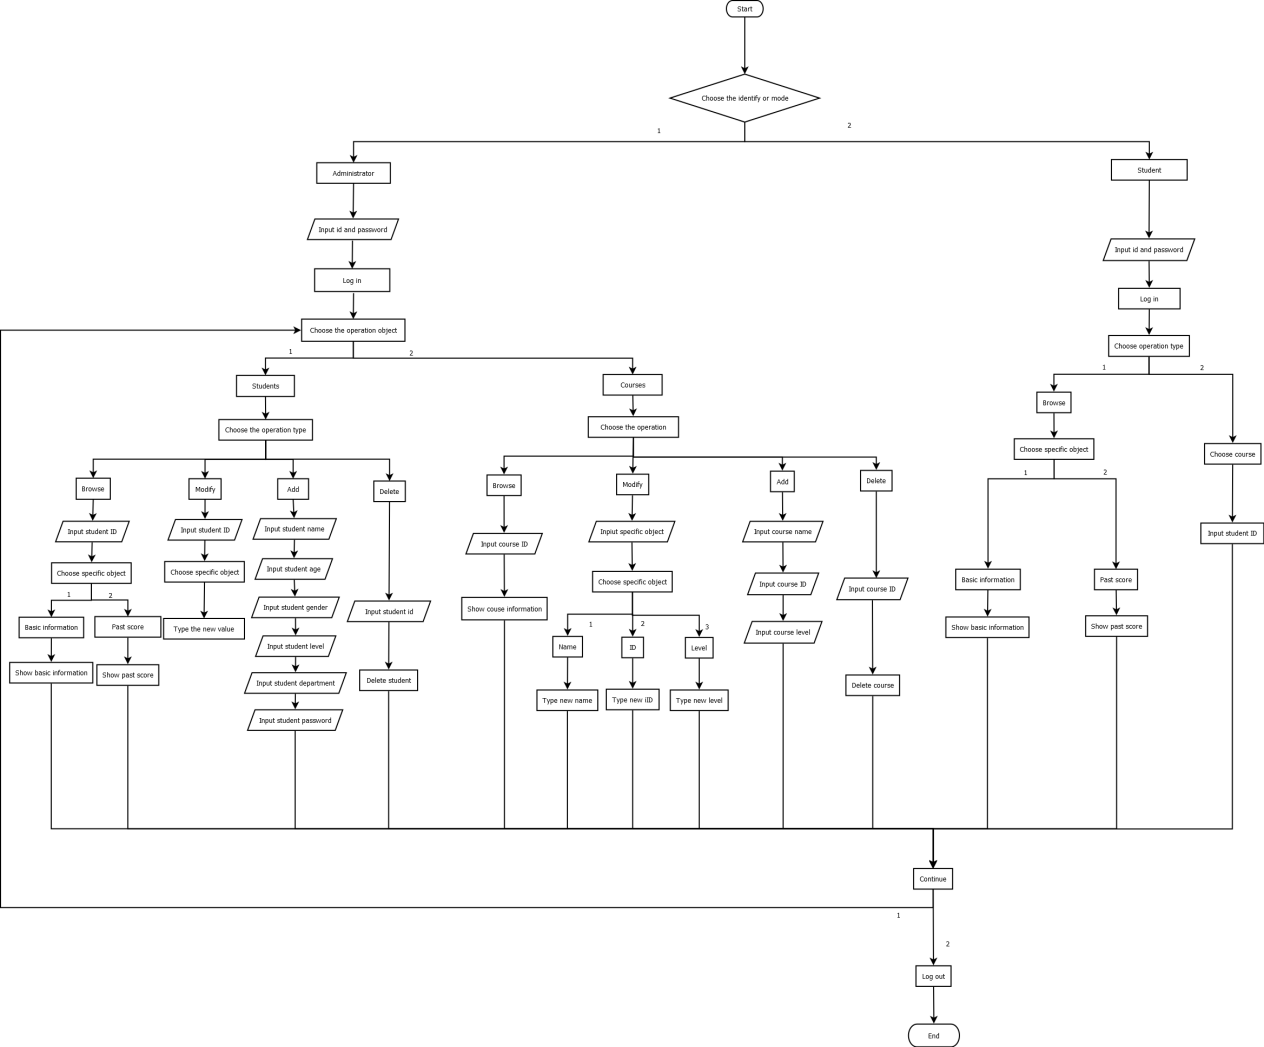 Start
Choose the identify or mode
1
2
Administrator
Student
Input id and password
Input id and password
Log in
Log in
Choose the operation object
Choose operation type
1
2
1
2
Students
Courses
Browse
Choose the operation type
Choose the operation
Choose specific object
Choose course
1
2
Browse
Modify
Add
Delete
Browse
Modify
Add
Delete
Input student ID
Input student ID
Input student name
Input course ID
Inpiut specific object
Input course name
Input student ID
Choose specific object
Choose specific object
Input student age
Show couse information
Choose specific object
Input course ID
Input course ID
Basic information
Past score
1
2
Input student gender
Input student id
1
2
3
Input course level
Show basic information
Show past score
Basic information
Past score
Type the new value
Input student level
Name
ID
Level
Show basic information
Show past score
Input student department
Delete student
Type new name
Type new iID
Type new level
Delete course
Input student password
Continue
1
2
Log out
End